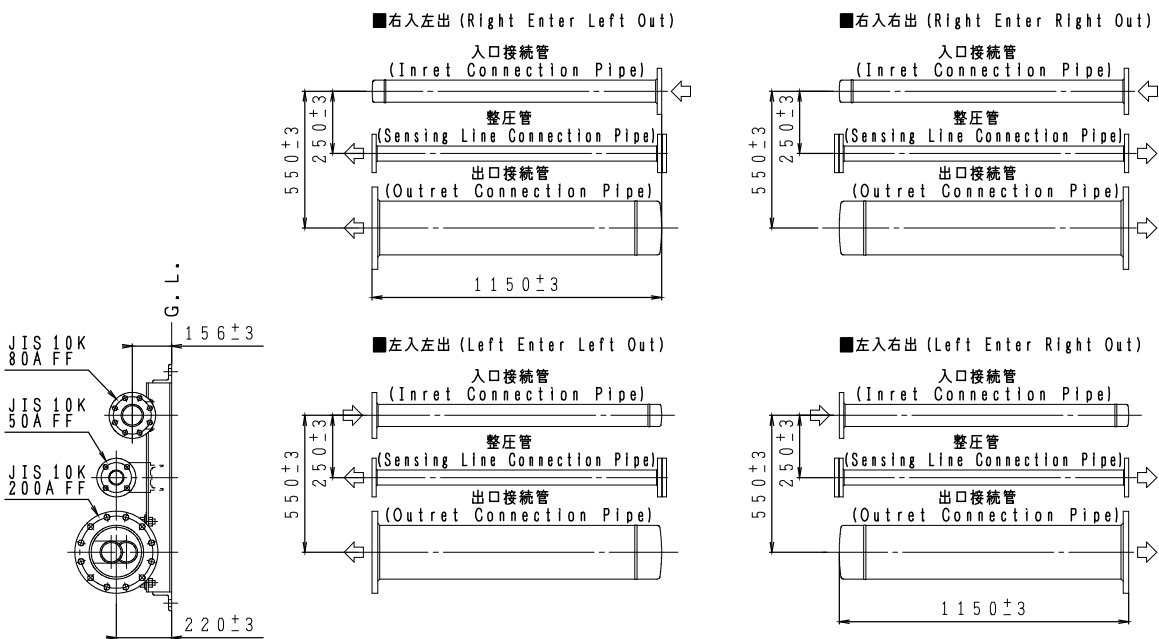 ■右入左出 (Right Enter Left Out)
入口接続管
(Inret Connection Pipe)
整圧管
(Sensing Line Connection Pipe)
出口接続管
(Outret Connection Pipe)
550±3
250±3
1150±3
■右入右出 (Right Enter Right Out)
入口接続管
(Inret Connection Pipe)
整圧管
(Sensing Line Connection Pipe)
出口接続管
(Outret Connection Pipe)
550±3
250±3
G.L.
156±3
JIS 10K
80A FF
JIS 10K
50A FF
JIS 10K
200A FF
220±3
■左入左出 (Left Enter Left Out)
入口接続管
(Inret Connection Pipe)
整圧管
(Sensing Line Connection Pipe)
出口接続管
(Outret Connection Pipe)
550±3
250±3
■左入右出 (Left Enter Right Out)
入口接続管
(Inret Connection Pipe)
整圧管
(Sensing Line Connection Pipe)
出口接続管
(Outret Connection Pipe)
550±3
250±3
1150±3